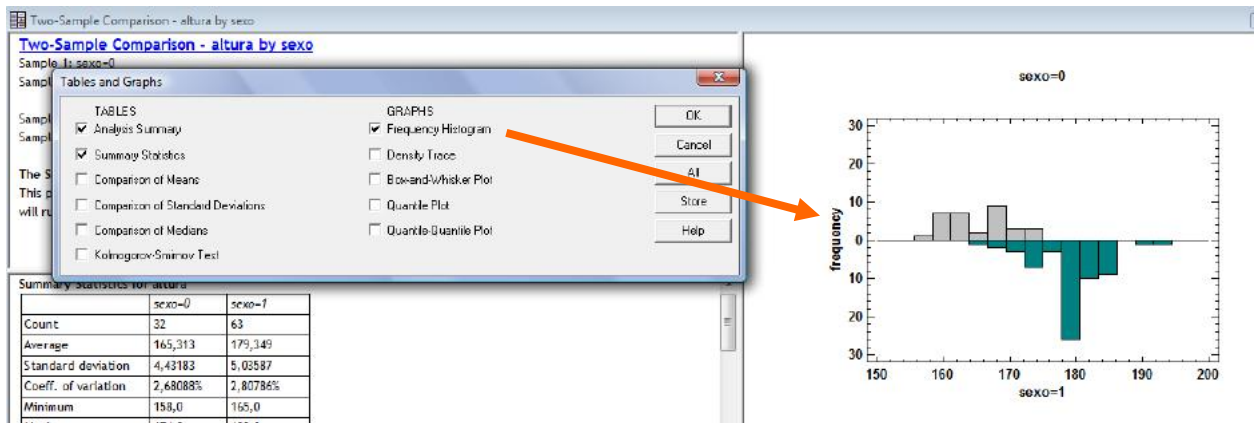 Two-Sample Comparison - altura by sexo
Two-Sample Comparison - altura by sexo
Sample 1: sexo=0
Sampl
Sampl
Sampl
The S
This p
will ru
Tables and Graphs
TABLES
Analysis Summary
Summary Statistics
Comparison of Means
Comparison of Standard Deviations
Comparison of Medians
Kolmogorov-Smirnov Test
GRAPHS
Frequency Histogram
Density Trace
Box-and-Whisker Plot
Quantile Plot
Quantile-Quantile Plot
OK
Cancel
All
Store
Help
Summary Statistics for altura
sexo=0 sexo=1
Count 32 63
Average 165,313 179,349
Standard deviation 4,43183 5,03587
Coeff. of variation 2,68088% 2,80786%
Minimum 158,0 165,0
sexo=0
frequency
30
20
10
0
10
20
30
150 160 170 180 190 200
sexo=1